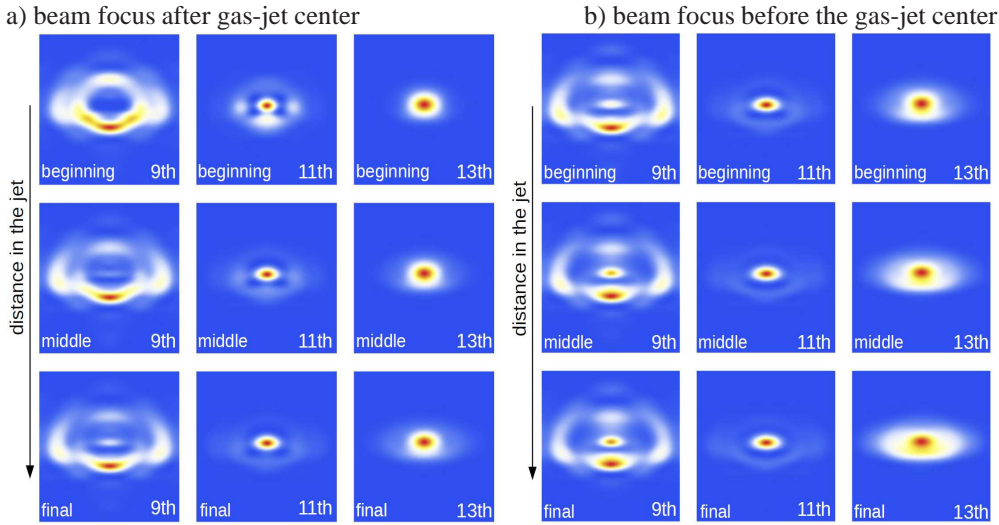 a) beam focus after gas-jet center
distance in the jet
beginning 9th
beginning 11th
beginning 13th
middle 9th
middle 11th
middle 13th
final 9th
final 11th
final 13th
b) beam focus before the gas-jet center
distance in the jet
beginning 9th
beginning 11th
beginning 13th
middle 9th
middle 11th
middle 13th
final 9th
final 11th
final 13th